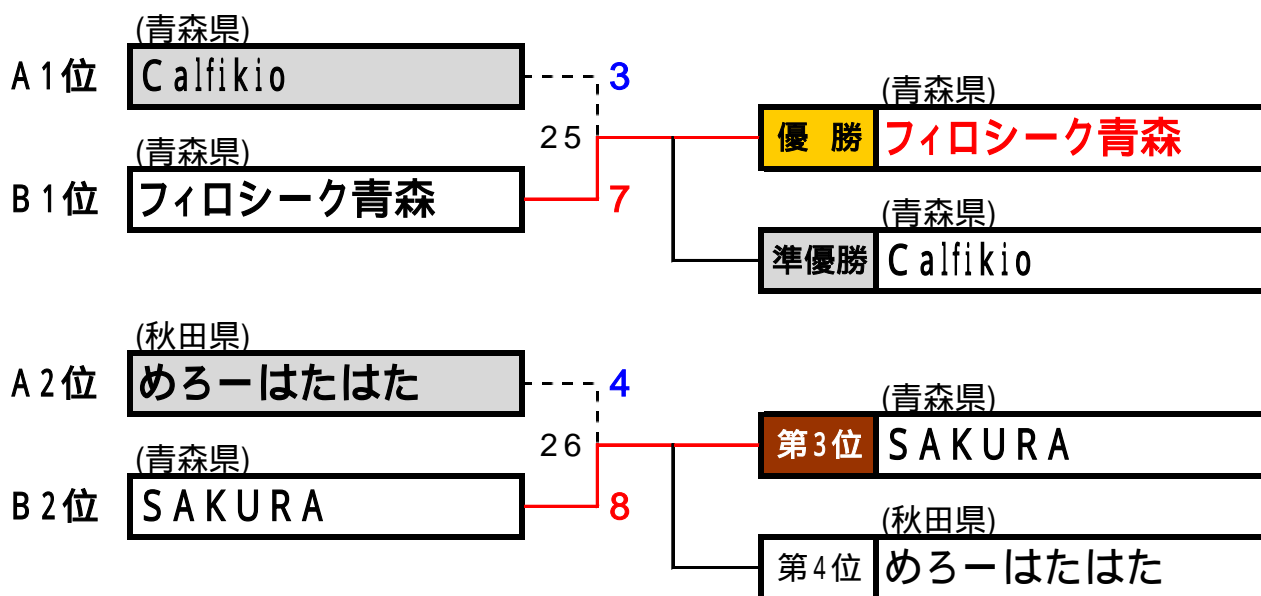 (青森県)
A1位 Calfikio 3
(青森県)
優 勝 フィロシーク青森
25
(青森県)
B1位 フィロシーク青森 7
(青森県)
準優勝 Calfikio
(秋田県)
A2位 めろーはたはた 4
(青森県)
第3位 SAKURA
26
(青森県)
B2位 SAKURA 8
(秋田県)
第4位 めろーはたはた